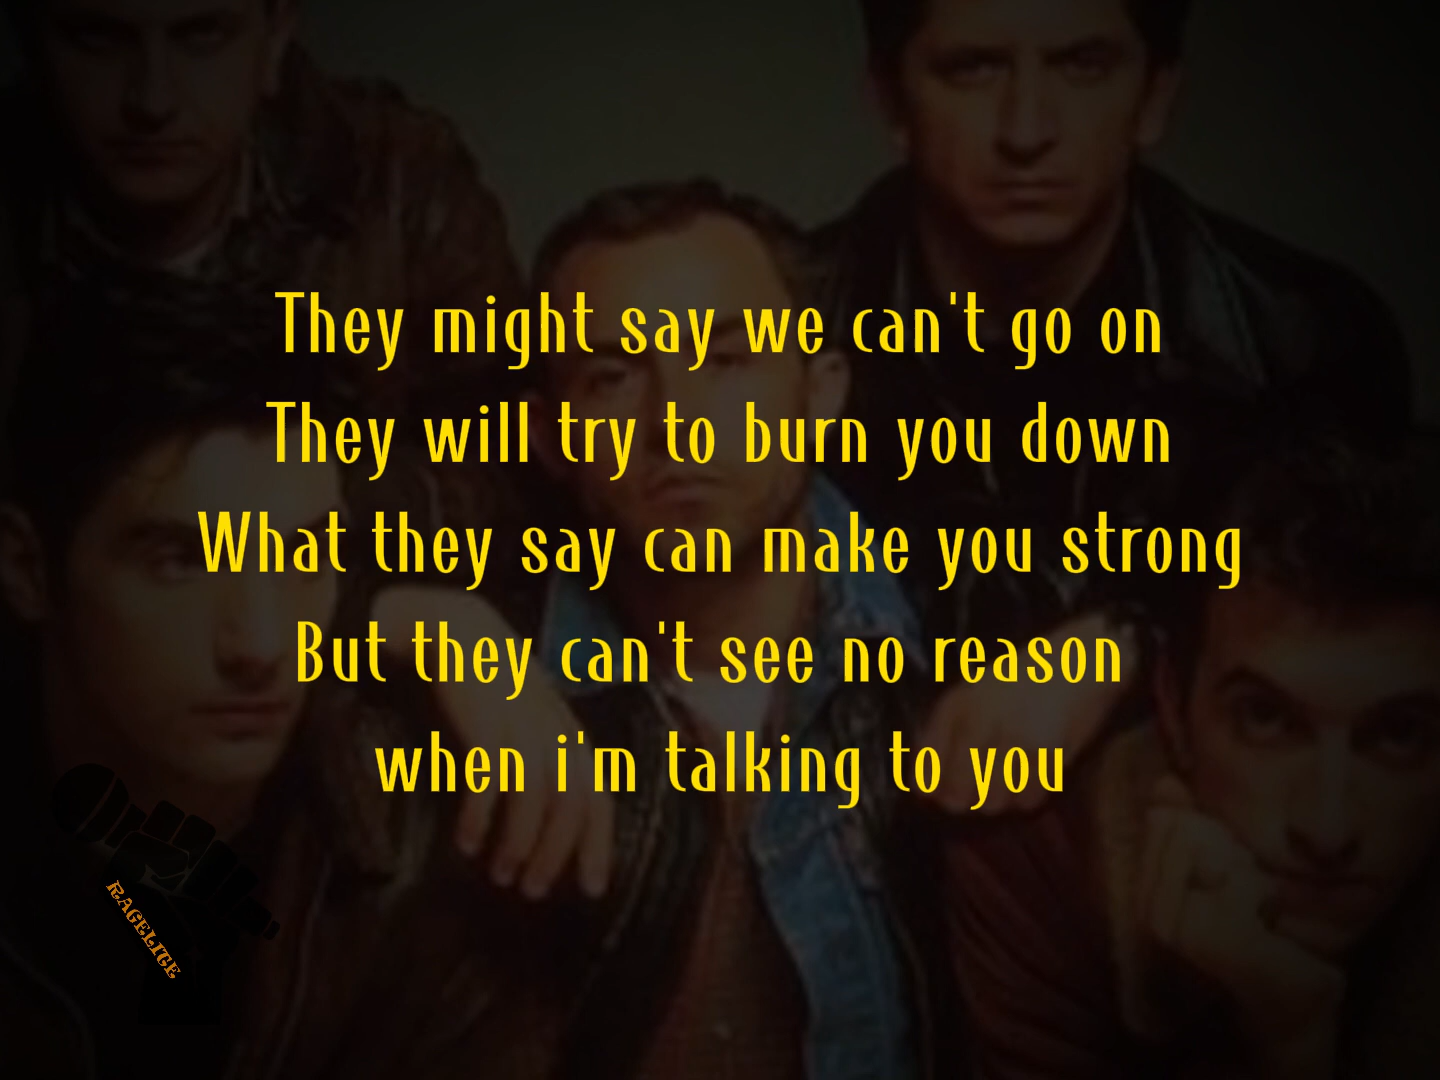 They might say we can't go on
They will try to burn you down
What they say can make you strong
But they can't see no reason
when i'm talking to you
RAGELITE